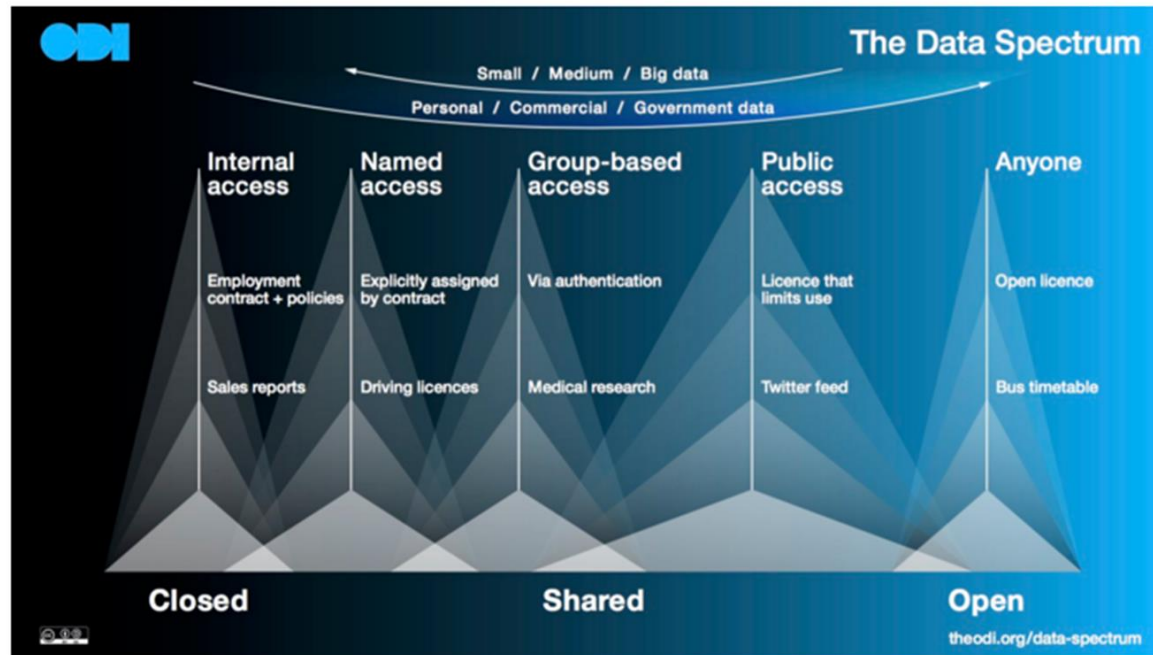 ODI
The Data Spectrum
Small / Medium / Big data
Personal / Commercial / Government data
Internal
access
Named
access
Group-based
access
Public
access
Anyone
Employment
contract + policies
Explicitly assigned
by contract
Via authentication
Licence that
limits use
Open licence
Sales reports
Driving licences
Medical research
Twitter feed
Bus timetable
Closed
Shared
Open
theodi.org/data-spectrum